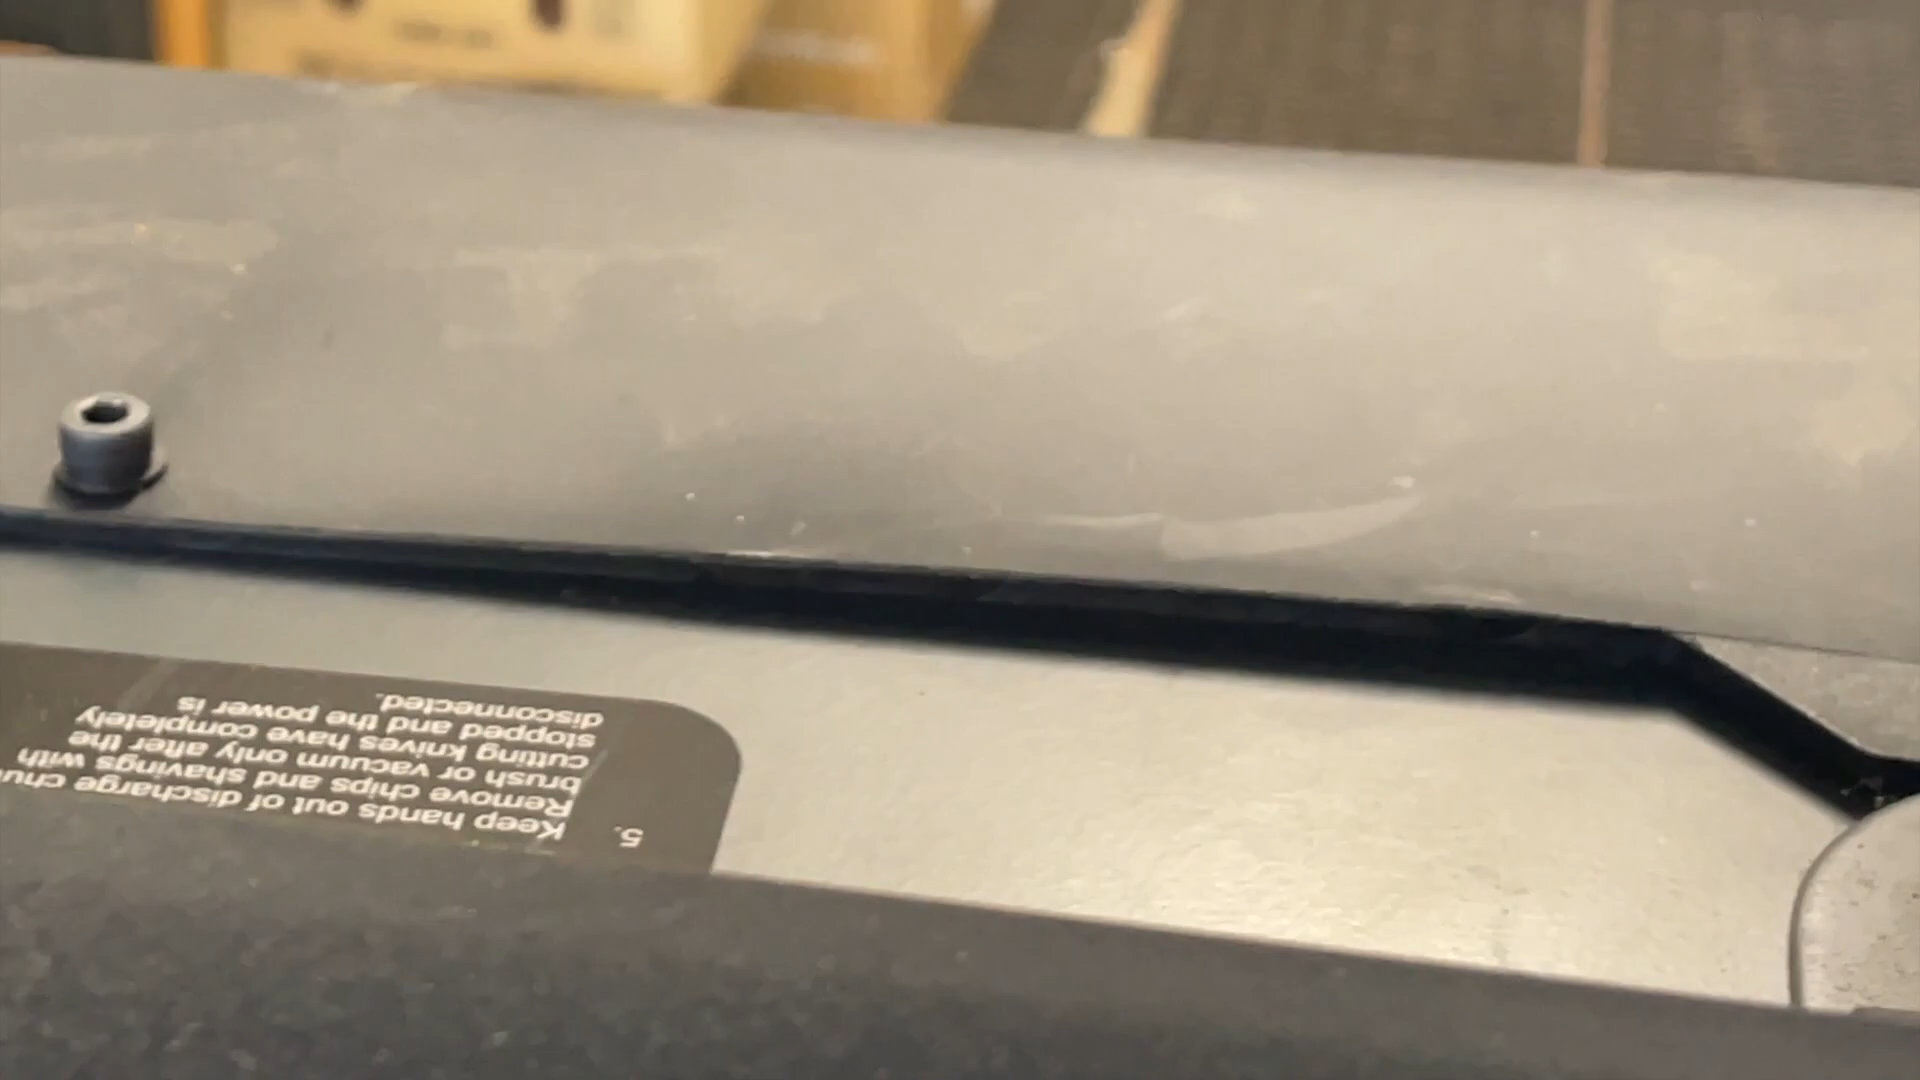 5. Keep hands out of discharge
Remove chips and shavings with
brush or vacuum only after the
cutting knives have completely
stopped and the power is
disconnected.